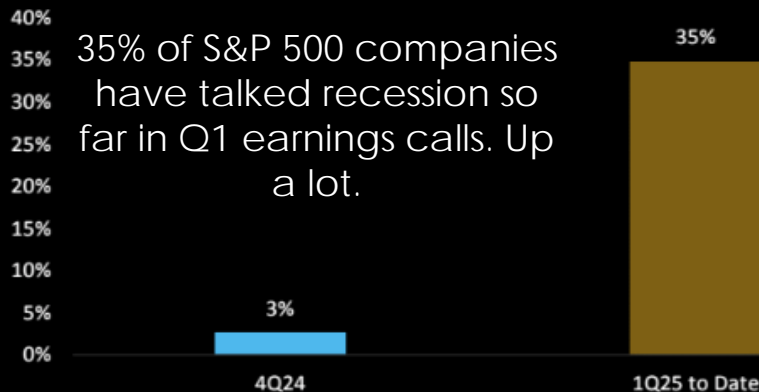 40%
35% of S&P 500 companies
35%
35%
have talked recession so
30%
far in Q1 earnings calls. Up
25%
a lot.
20%
15%
10%
5%
3%
0%
4Q24
1Q25 to Date